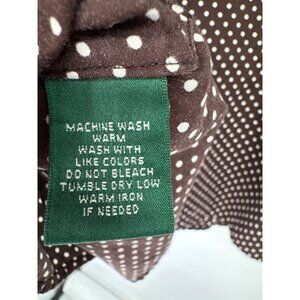 MACHINE WASH
WARM
WASH WITH
LIKE COLORS
DO NOT BLEACH
TUMBLE DRY LOW
WARM IRON
IF NEEDED